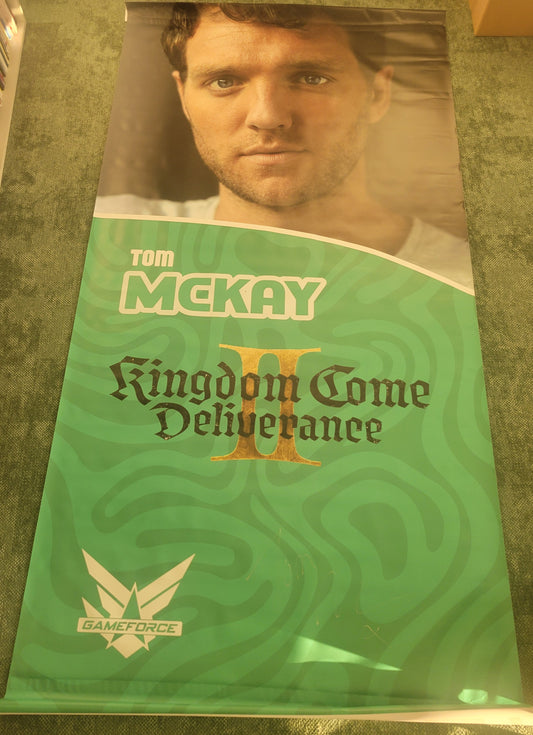 TOM
MCKAY
II
Kingdom Come
Deliverance
GAMEFORCE